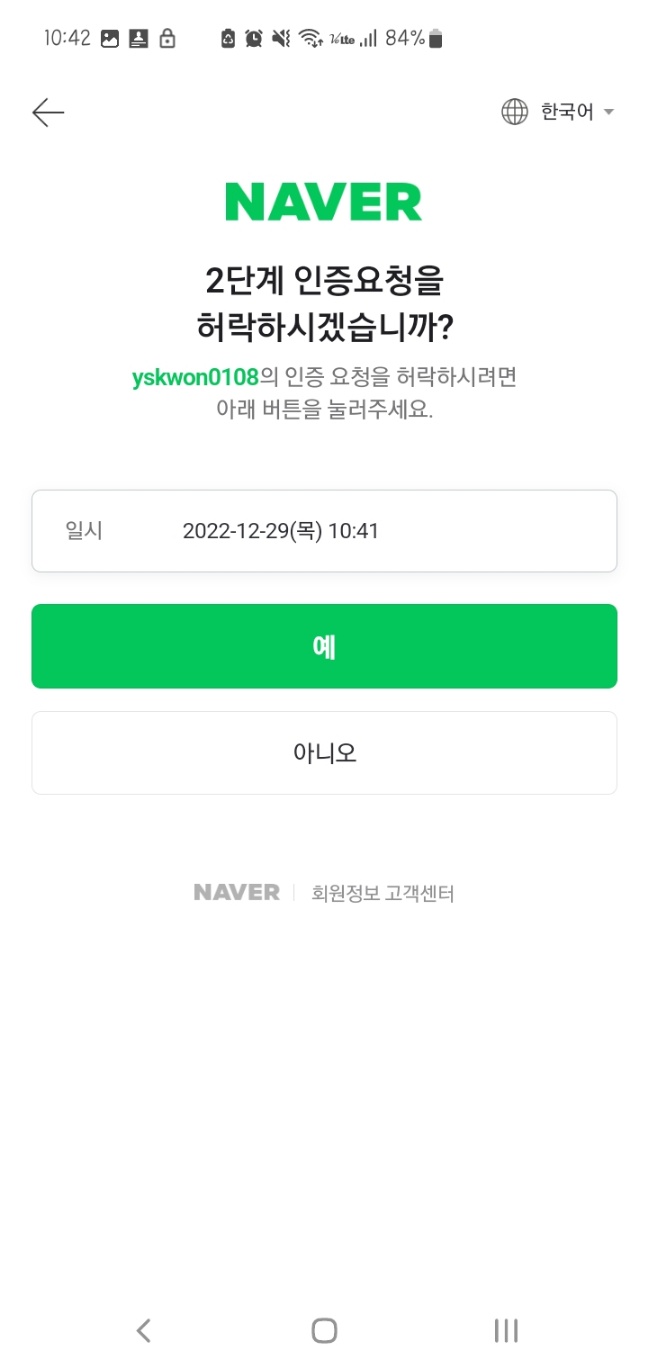 10:42 84%
한국어
NAVER
2단계 인증요청을
허락하시겠습니까?
yskwon0108의 인증 요청을 허락하시려면
아래 버튼을 눌러주세요.
일시 2022-12-29(목) 10:41
예
아니오
NAVER 회원정보 고객센터